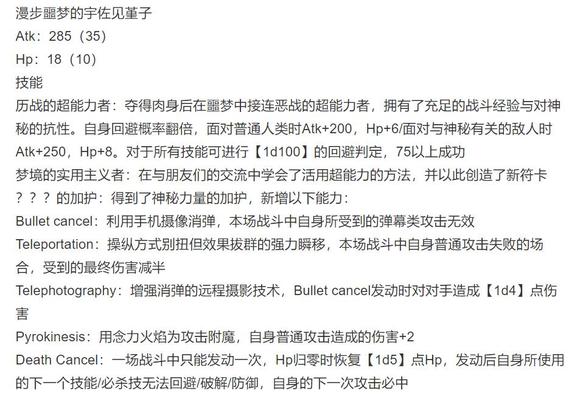 漫步噩梦的宇佐见堇子
Atk：285（35）
Hp：18（10）
技能
历战的超能力者：夺得肉身后在噩梦中接连恶战的超能力者，拥有了充足的战斗经验与对神
秘的抗性。自身回避概率翻倍，面对普通人类时Atk+200，Hp+6/面对与神秘有关的敌人时
Atk+250，Hp+8。对于所有技能可进行【1d100】的回避判定，75以上成功
梦境的实用主义者：在与朋友们的交流中学会了活用超能力的方法，并以此创造了新符卡
？？？的加护：得到了神秘力量的加护，新增以下能力：
Bullet cancel：利用手机摄像消弹，本场战斗中自身所受到的弹幕类攻击无效
Teleportation：操纵方式别扭但效果拔群的强力瞬移，本场战斗中自身普通攻击失败的场
合，受到的最终伤害减半
Telephotography：增强消弹的远程摄影技术，Bullet cancel发动时对对手造成【1d4】点伤
害
Pyrokinesis：用念力火焰为攻击附魔，自身普通攻击造成的伤害+2
Death Cancel：一场战斗中只能发动一次，Hp归零时恢复【1d5】点Hp，发动后自身所使用
的下一个技能/必杀技无法回避/破解/防御，自身的下一次攻击必中